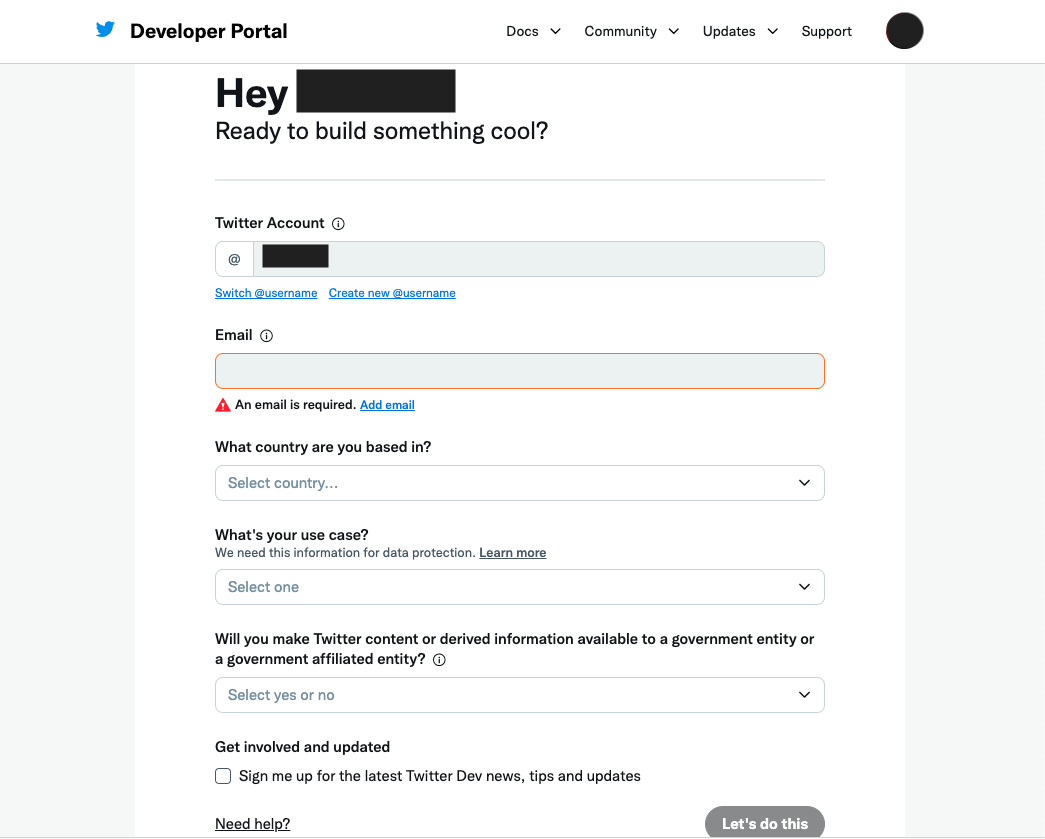 Developer Portal
Docs Community Updates Support
Hey
Ready to build something cool?
Twitter Account
@
Switch @username Create new @username
Email
An email is required. Add email
What country are you based in?
Select country...
What's your use case?
We need this information for data protection. Learn more
Select one
Will you make Twitter content or derived information available to a government entity or
a government affiliated entity?
Select yes or no
Get involved and updated
Sign me up for the latest Twitter Dev news, tips and updates
Need help? Let's do this